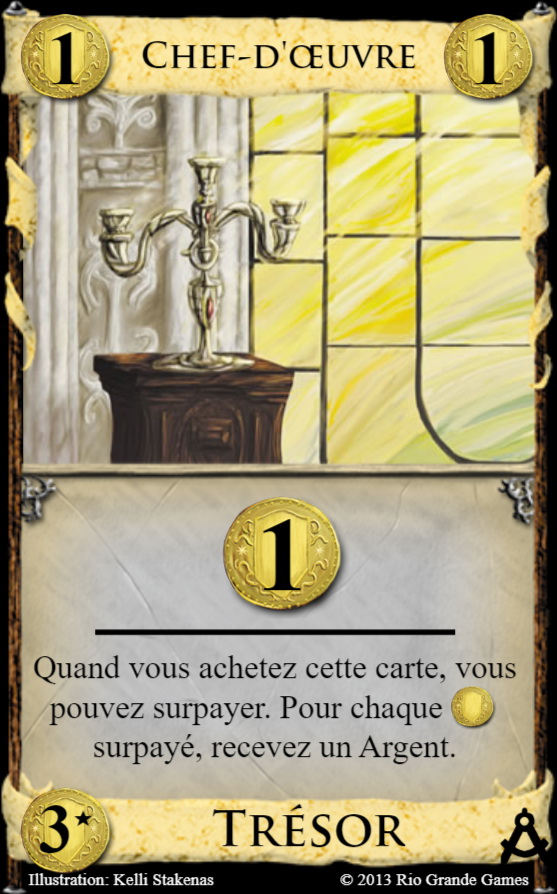 1 CHEF-D'ŒUVRE 1
1
Quand vous achetez cette carte, vous
pouvez surpayer. Pour chaque
surpayé, recevez un Argent.
3* TRÉSOR
Illustration: Kelli Stakenas © 2013 Rio Grande Games